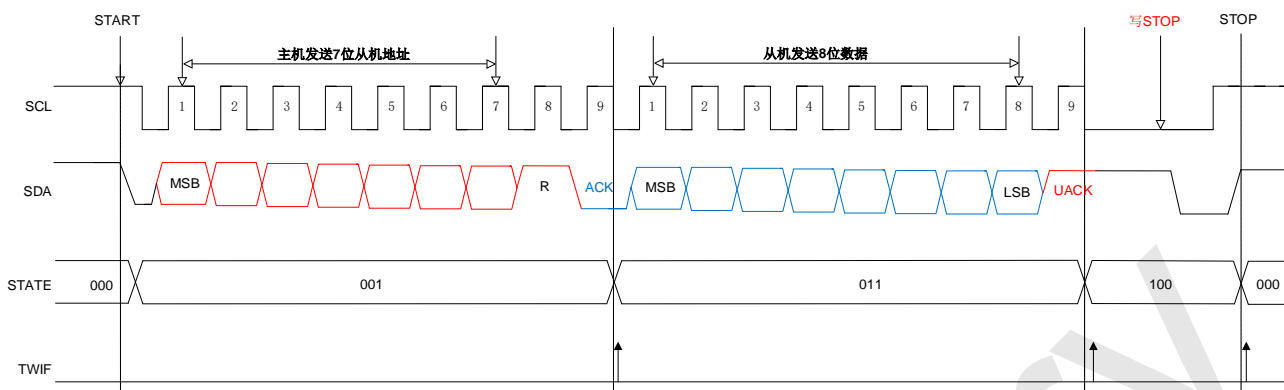 START 写STOP STOP
主机发送7位从机地址 从机发送8位数据
SCL 1 2 3 4 5 6 7 8 9 1 2 3 4 5 6 7 8 9
SDA MSB R ACK MSB LSB UACK
STATE 000 001 011 100 000
TWIF